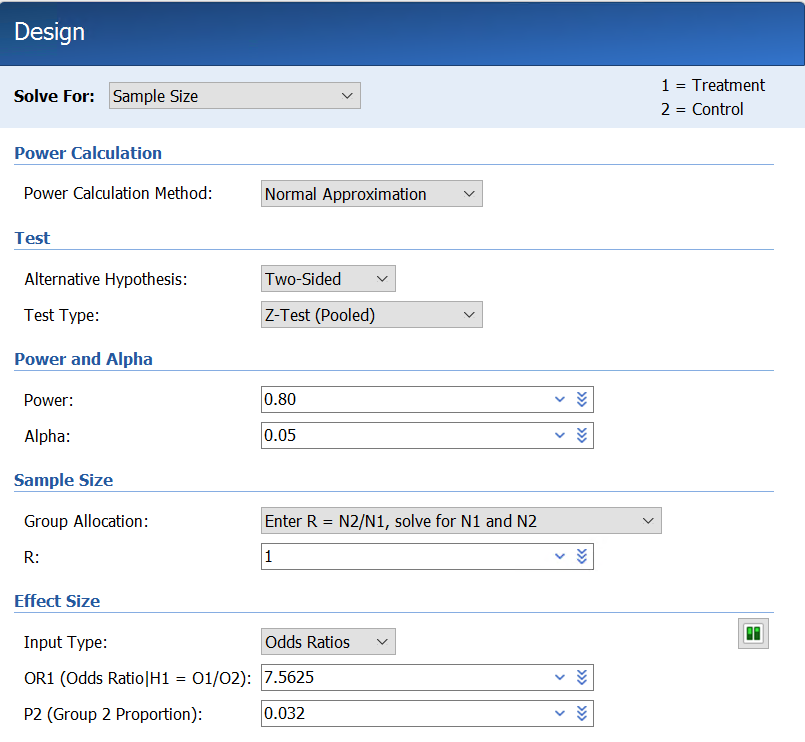 Design
Solve For: Sample Size
1 = Treatment
2 = Control
Power Calculation
Power Calculation Method: Normal Approximation
Test
Alternative Hypothesis: Two-Sided
Test Type: Z-Test (Pooled)
Power and Alpha
Power: 0.80
Alpha: 0.05
Sample Size
Group Allocation: Enter R = N2/N1, solve for N1 and N2
R: 1
Effect Size
Input Type: Odds Ratios
OR1 (Odds Ratio|H1 = O1/O2): 7.5625
P2 (Group 2 Proportion): 0.032